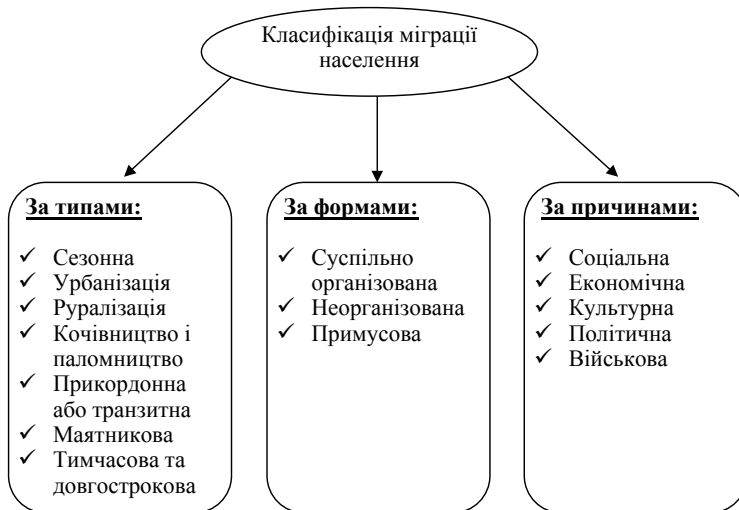 Класифікація міграції
населення
За типами:
✓ Сезонна
✓ Урбанізація
✓ Руралізація
✓ Кочівництво і
паломництво
✓ Прикордонна
або транзитна
✓ Маятникова
✓ Тимчасова та
довгострокова
За формами:
✓ Суспільно
організована
✓ Неорганізована
✓ Примусова
За причинами:
✓ Соціальна
✓ Економічна
✓ Культурна
✓ Політична
✓ Військова